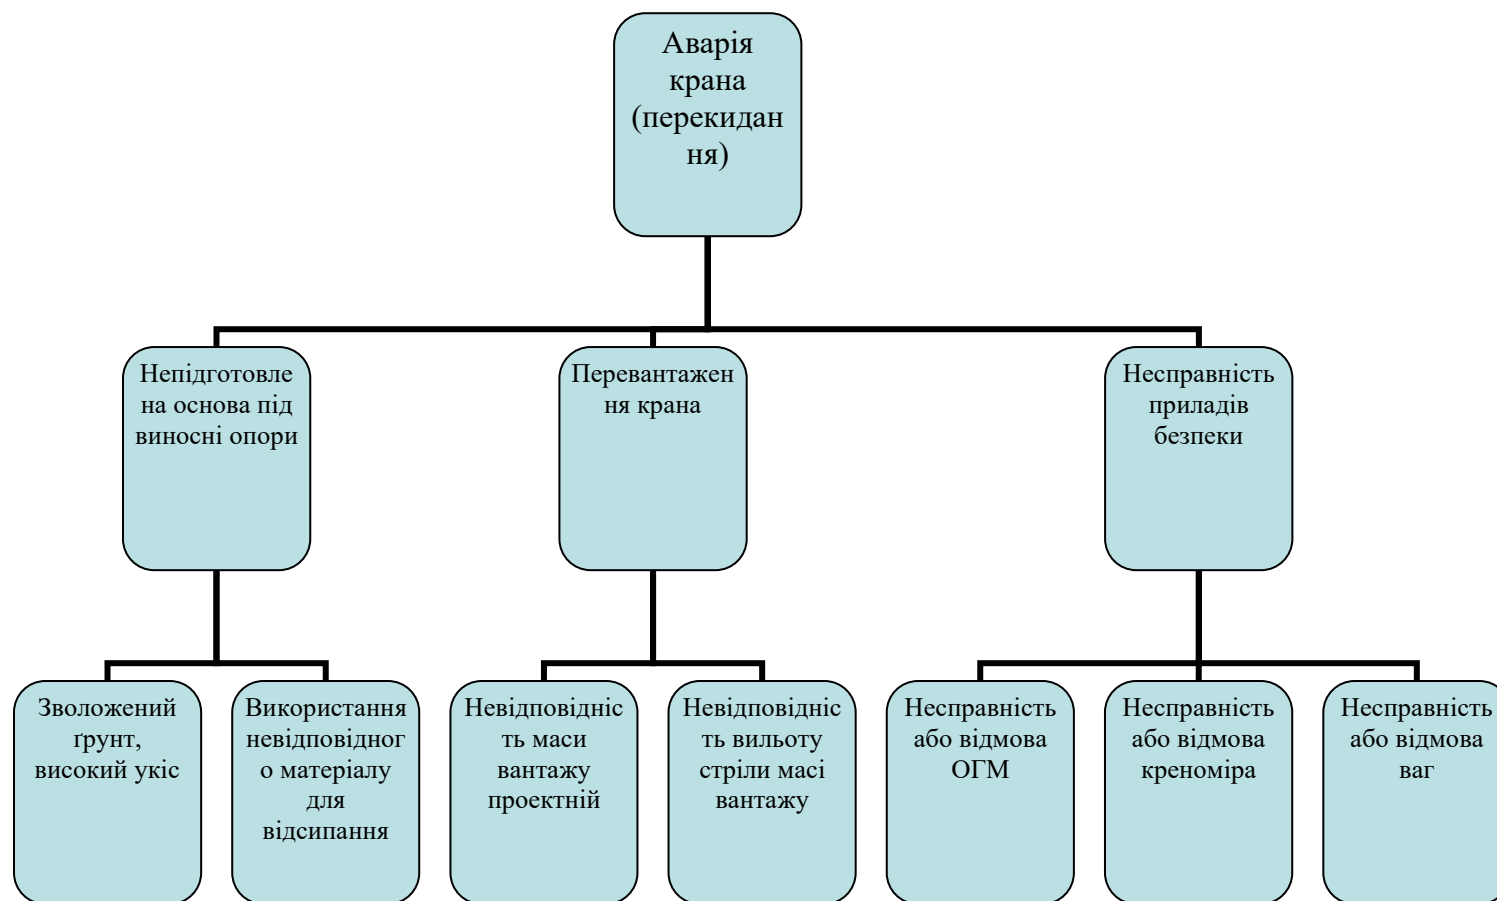 Аварія
крана
(перекидан
ня)
Непідготовле
на основа під
виносні опори
Перевантажен
ня крана
Несправність
приладів
безпеки
Зволожений
ґрунт,
високий укіс
Використання
невідповідног
о матеріалу
для
відсипання
Невідповідніс
ть маси
вантажу
проектній
Невідповідніс
ть вильоту
стріли масі
вантажу
Несправність
або відмова
ОГМ
Несправність
або відмова
креноміра
Несправність
або відмова
ваг